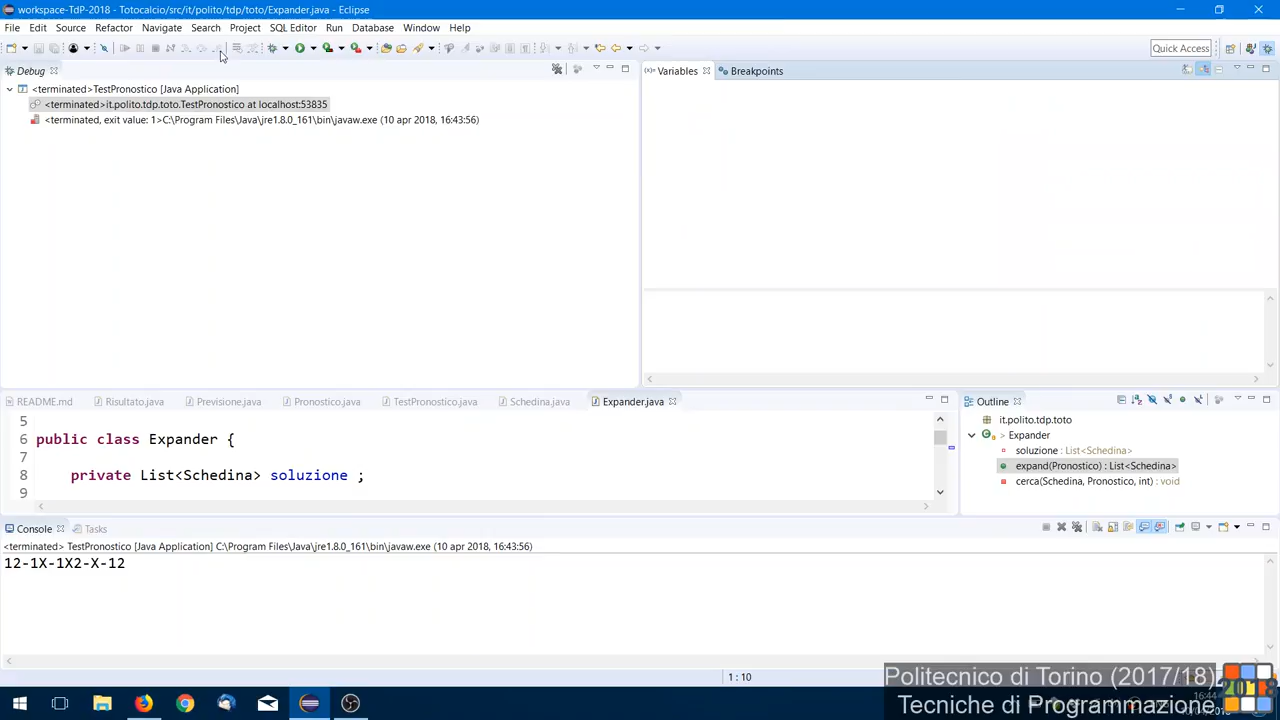 workspace-TdP-2018 - Totocalcio/src/it/polito/tdp/toto/Expander.java - Eclipse
File Edit Source Refactor Navigate Search Project SQL Editor Run Database Window Help
Quick Access
Debug
Variables Breakpoints
<terminated>TestPronostico [Java Application]
<terminated>it.polito.tdp.toto.TestPronostico at localhost:53835
<terminated, exit value: 1>C:\Program Files\Java\jre1.8.0_161\bin\javaw.exe (10 apr 2018, 16:43:56)
README.md Risultato.java Previsione.java Pronostico.java TestPronostico.java Schedina.java Expander.java
Outline
5
6 public class Expander {
7
8 private List<Schedina> soluzione ;
9
it.polito.tdp.toto
Expander
soluzione : List<Schedina>
expand(Pronostico) : List<Schedina>
cerca(Schedina, Pronostico, int) : void
Console Tasks
<terminated> TestPronostico [Java Application] C:\Program Files\Java\jre1.8.0_161\bin\javaw.exe (10 apr 2018, 16:43:56)
12-1X-1X2-X-12
1 : 10
Politecnico di Torino (2017/18)
Tecniche di Programmazione
2018
16:44